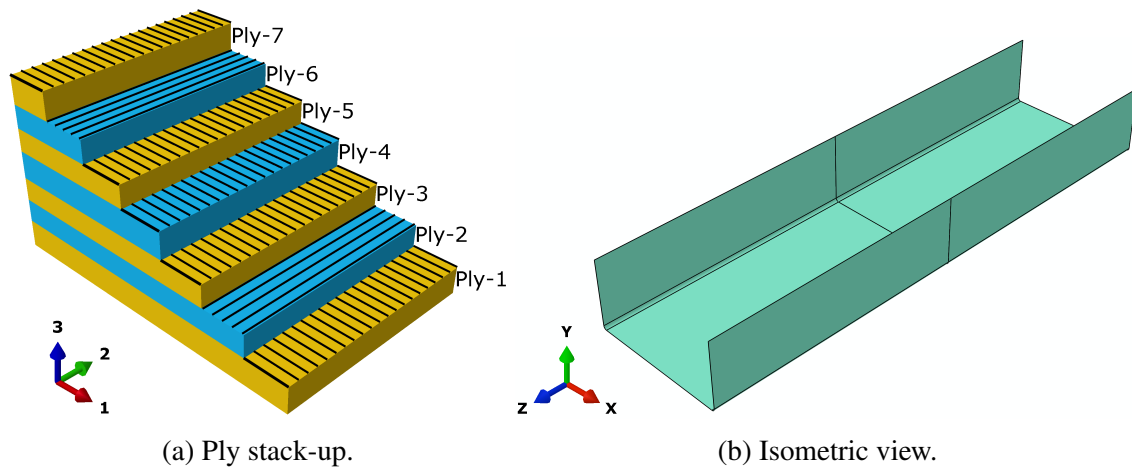 Ply-7
Ply-6
Ply-5
Ply-4
Ply-3
Ply-2
Ply-1
3
2
1
Y
Z
X
(a) Ply stack-up.
(b) Isometric view.